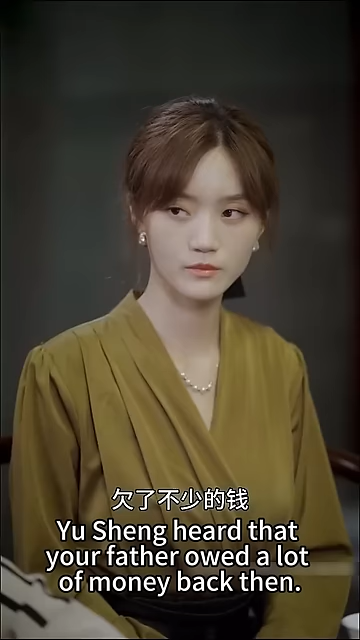 欠了不少的钱
Yu Sheng heard that
your father owed a lot
of money back then.